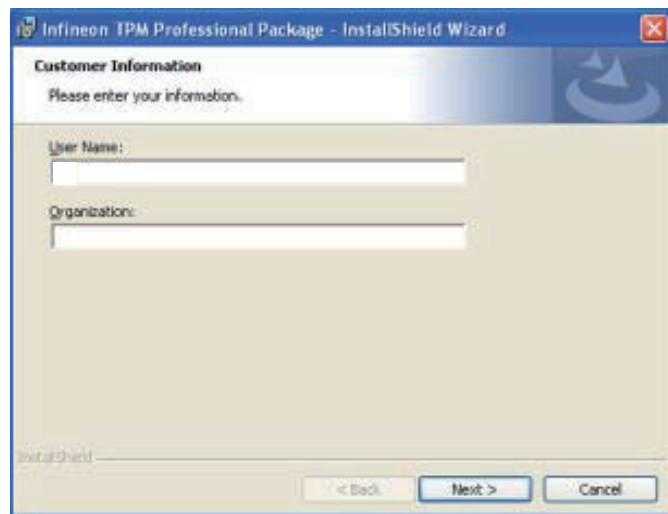 Infineon TPM Professional Package - InstallShield Wizard
Customer Information
Please enter your information.
User Name:
Organization:
InstallShield
< Back
Next >
Cancel